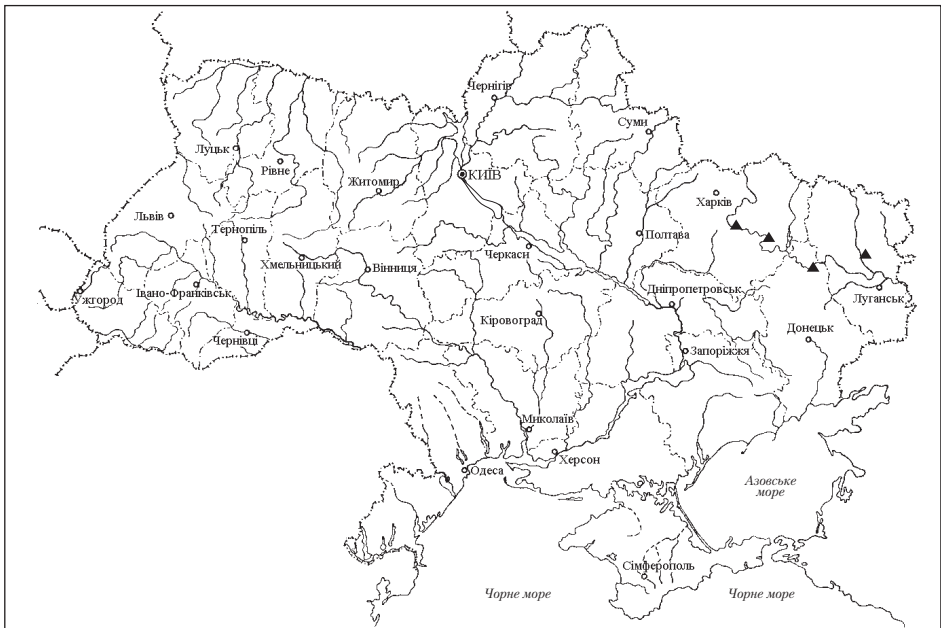 Чернігів
Суми
Луцьк
Рівне
КИЇВ
Житомир
Харків
Львів
Тернопіль
Полтава
Черкаси
Хмельницький
Вінниця
Ужгород
Івано-Франківськ
Дніпропетровськ
Луганськ
Кіровоград
Донецьк
Чернівці
Запоріжжя
Миколаїв
Херсон
Одеса
Азовське
море
Сімферополь
Чорне море
Чорне море